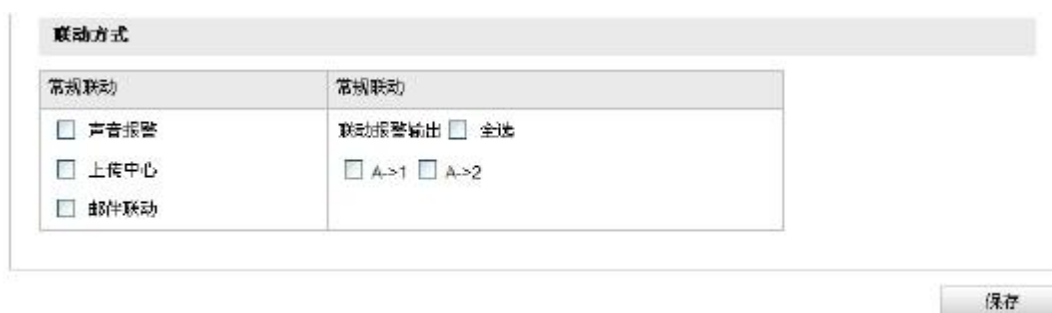 联动方式
常规联动 常规联动
声音报警 联动报警输出 全选
上传中心 A->1 A->2
邮件联动
保存